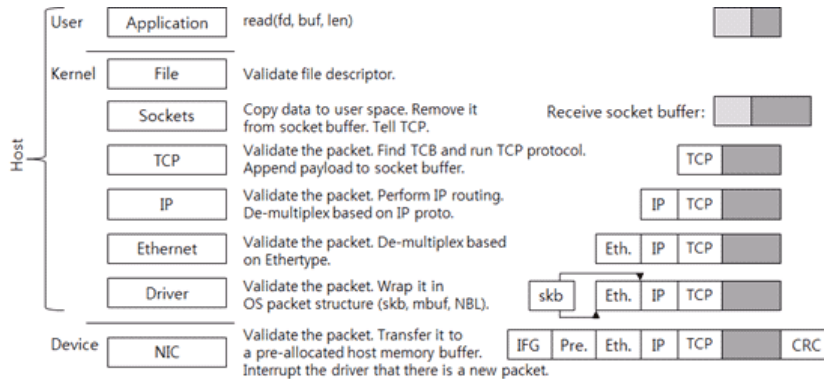 User Application read(fd, buf, len)
Kernel File Validate file descriptor.
Host
Sockets Copy data to user space. Remove it
from socket buffer. Tell TCP.
Receive socket buffer:
TCP Validate the packet. Find TCB and run TCP protocol.
Append payload to socket buffer.
TCP
IP Validate the packet. Perform IP routing.
De-multiplex based on IP proto.
IP TCP
Ethernet Validate the packet. De-multiplex based
on Ethertype.
Eth. IP TCP
Driver Validate the packet. Wrap it in
OS packet structure (skb, mbuf, NBL).
skb Eth. IP TCP
Device NIC Validate the packet. Transfer it to
a pre-allocated host memory buffer.
Interrupt the driver that there is a new packet.
IFG Pre. Eth. IP TCP CRC